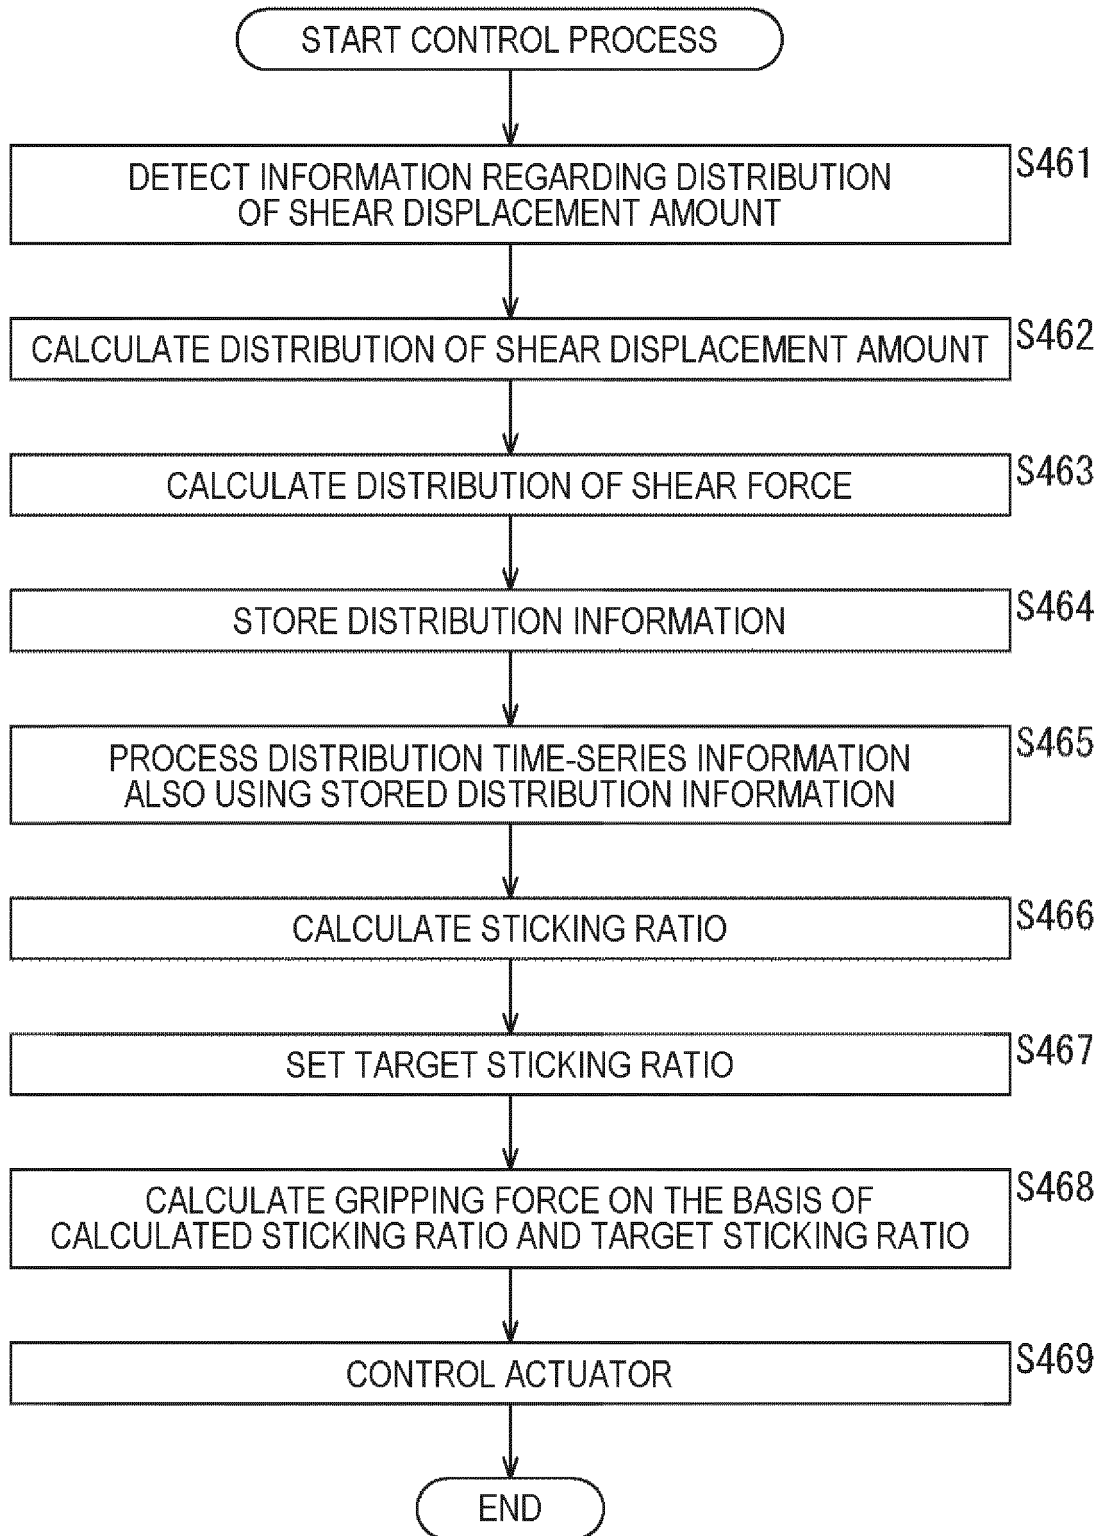 START CONTROL PROCESS
S461
DETECT INFORMATION REGARDING DISTRIBUTION
OF SHEAR DISPLACEMENT AMOUNT
S462
CALCULATE DISTRIBUTION OF SHEAR DISPLACEMENT AMOUNT
S463
CALCULATE DISTRIBUTION OF SHEAR FORCE
S464
STORE DISTRIBUTION INFORMATION
S465
PROCESS DISTRIBUTION TIME-SERIES INFORMATION
ALSO USING STORED DISTRIBUTION INFORMATION
S466
CALCULATE STICKING RATIO
S467
SET TARGET STICKING RATIO
S468
CALCULATE GRIPPING FORCE ON THE BASIS OF
CALCULATED STICKING RATIO AND TARGET STICKING RATIO
S469
CONTROL ACTUATOR
END